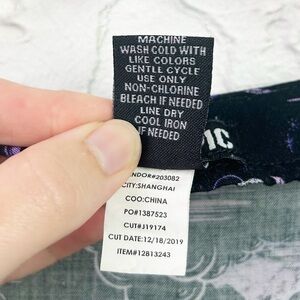 MACHINE
WASH COLD WITH
LIKE COLORS
GENTLE CYCLE
USE ONLY
NON-CHLORINE
BLEACH IF NEEDED
LINE DRY
COOL IRON
IF NEEDED
ENDOR#203082
CITY:SHANGHAI
COO:CHINA
PO#1387523
CUT#J19174
CUT DATE:12/18/2019
ITEM#12813243